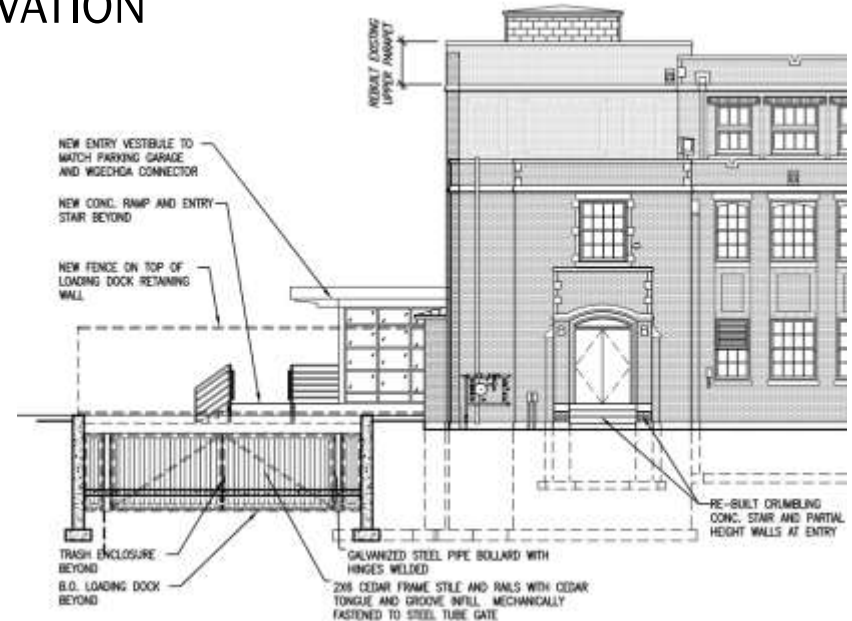 VATION
REBUILT EXISTING
UPPER PARAPET
NEW ENTRY VESTIBULE TO
MATCH PARKING GARAGE
AND WGECHDA CONNECTOR
NEW CONC. RAMP AND ENTRY
STAIR BEYOND
NEW FENCE ON TOP OF
LOADING DOCK RETAINING
WALL
RE-BUILT CRUMBLING
CONC. STAIR AND PARTIAL
HEIGHT WALLS AT ENTRY
TRASH ENCLOSURE
BEYOND
B.O. LOADING DOCK
BEYOND
GALVANIZED STEEL PIPE BOLLARD WITH
HINGES WELDED
2X6 CEDAR FRAME STILE AND RAILS WITH CEDAR
TONGUE AND GROOVE INFILL MECHANICALLY
FASTENED TO STEEL TUBE GATE